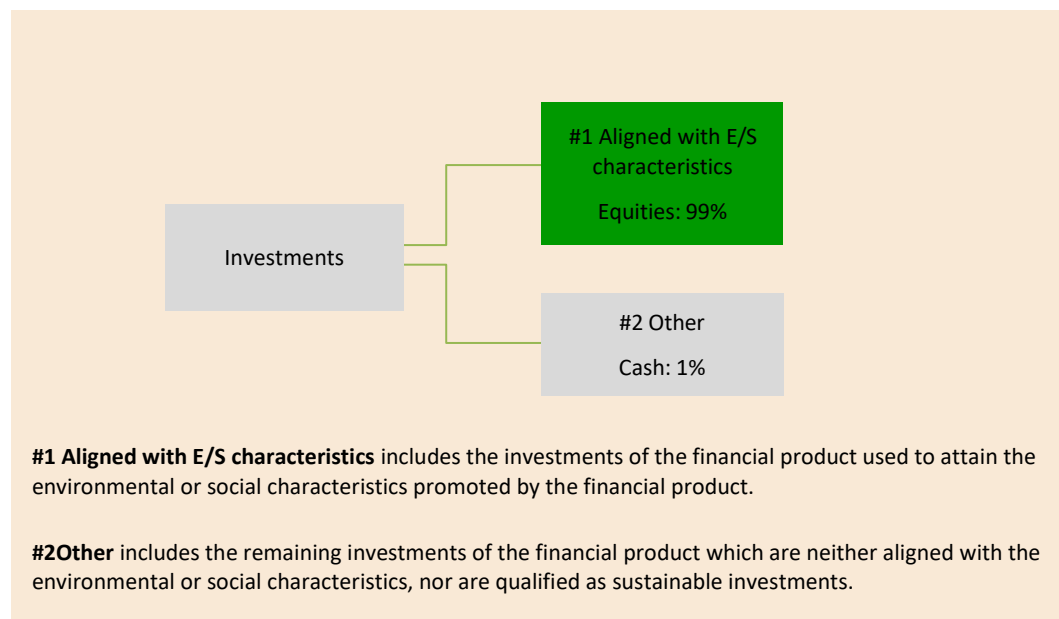 #1 Aligned with E/S
characteristics
Equities: 99%
Investments
#2 Other
Cash: 1%
#1 Aligned with E/S characteristics includes the investments of the financial product used to attain the
environmental or social characteristics promoted by the financial product.
#2Other includes the remaining investments of the financial product which are neither aligned with the
environmental or social characteristics, nor are qualified as sustainable investments.